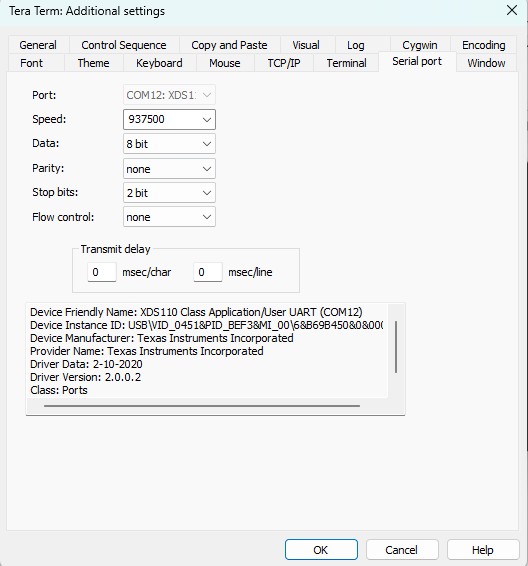 Tera Term: Additional settings
General Control Sequence Copy and Paste Visual Log Cygwin Encoding
Font Theme Keyboard Mouse TCP/IP Terminal Serial port Window
Port: COM12: XDS1
Speed: 937500
Data: 8 bit
Parity: none
Stop bits: 2 bit
Flow control: none
Transmit delay
0 msec/char 0 msec/line
Device Friendly Name: XDS110 Class Application/User UART (COM12)
Device Instance ID: USB\VID_0451&PID_BEF3&MI_00\6&B69B450&0&000
Device Manufacturer: Texas Instruments Incorporated
Provider Name: Texas Instruments Incorporated
Driver Data: 2-10-2020
Driver Version: 2.0.0.2
Class: Ports
OK Cancel Help